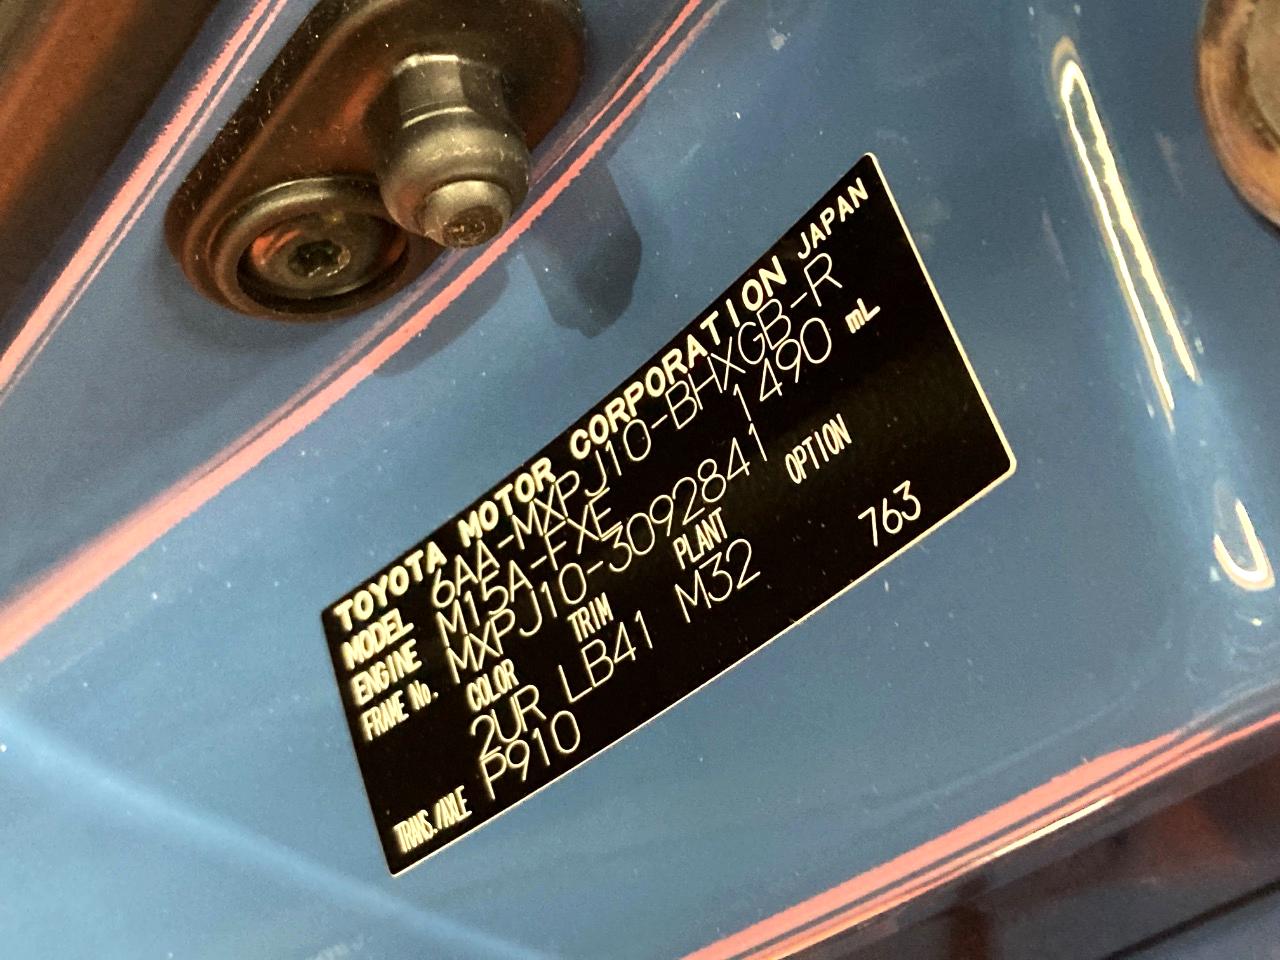 TOYOTA MOTOR CORPORATION JAPAN
MODEL 6AA-MXPJ10-BHXGB-R
ENGINE M15A-FXE 1490 mL
FRAME No. MXPJ10-3092841
COLOR TRIM PLANT OPTION
2UR LB41 M32 763
TRANS./AXLE P910